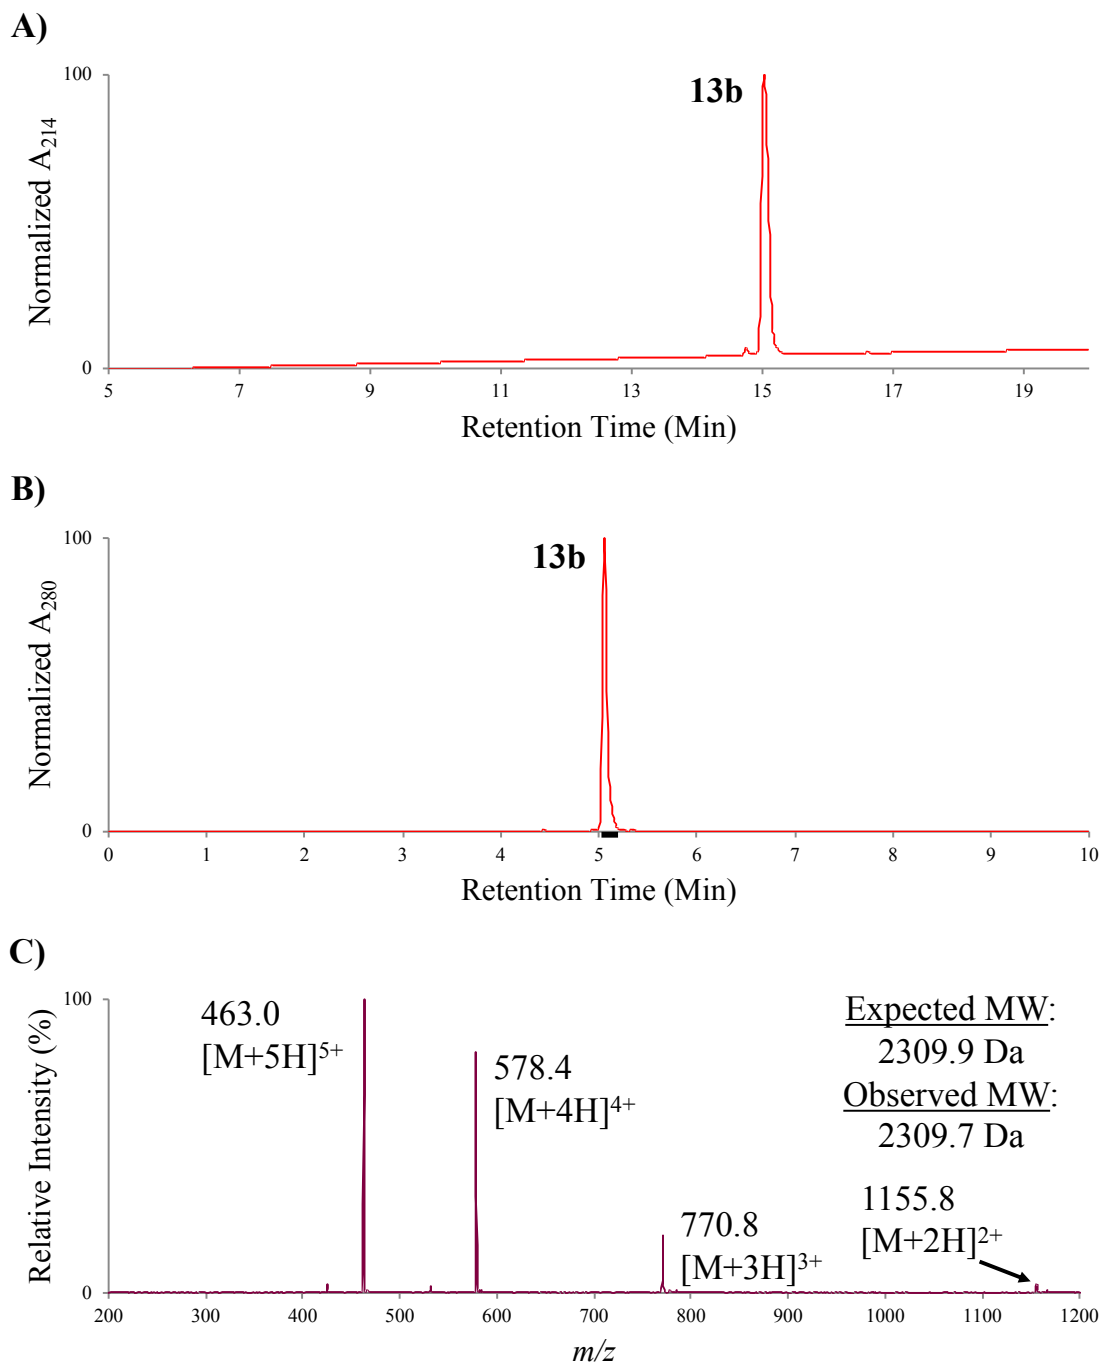 A)
100
13b
Normalized A214
0
5 7 9 11 13 15 17 19
Retention Time (Min)
B)
100
13b
Normalized A280
0
0 1 2 3 4 5 6 7 8 9 10
Retention Time (Min)
C)
100
463.0
[M+5H]5+
578.4
[M+4H]4+
Expected MW:
2309.9 Da
Observed MW:
2309.7 Da
770.8
[M+3H]3+
1155.8
[M+2H]2+
Relative Intensity (%)
0
200 300 400 500 600 700 800 900 1000 1100 1200
m/z